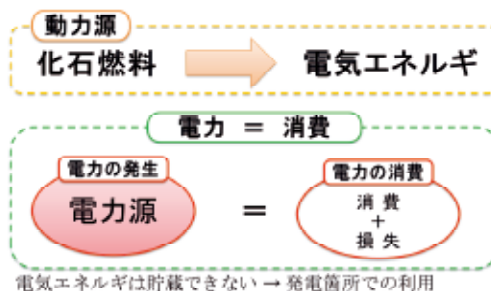 動力源
化石燃料 電気エネルギ
電力 = 消費
電力の発生 電力の消費
電力源 = 消費
+
損失
電気エネルギは貯蔵できない → 発電箇所での利用